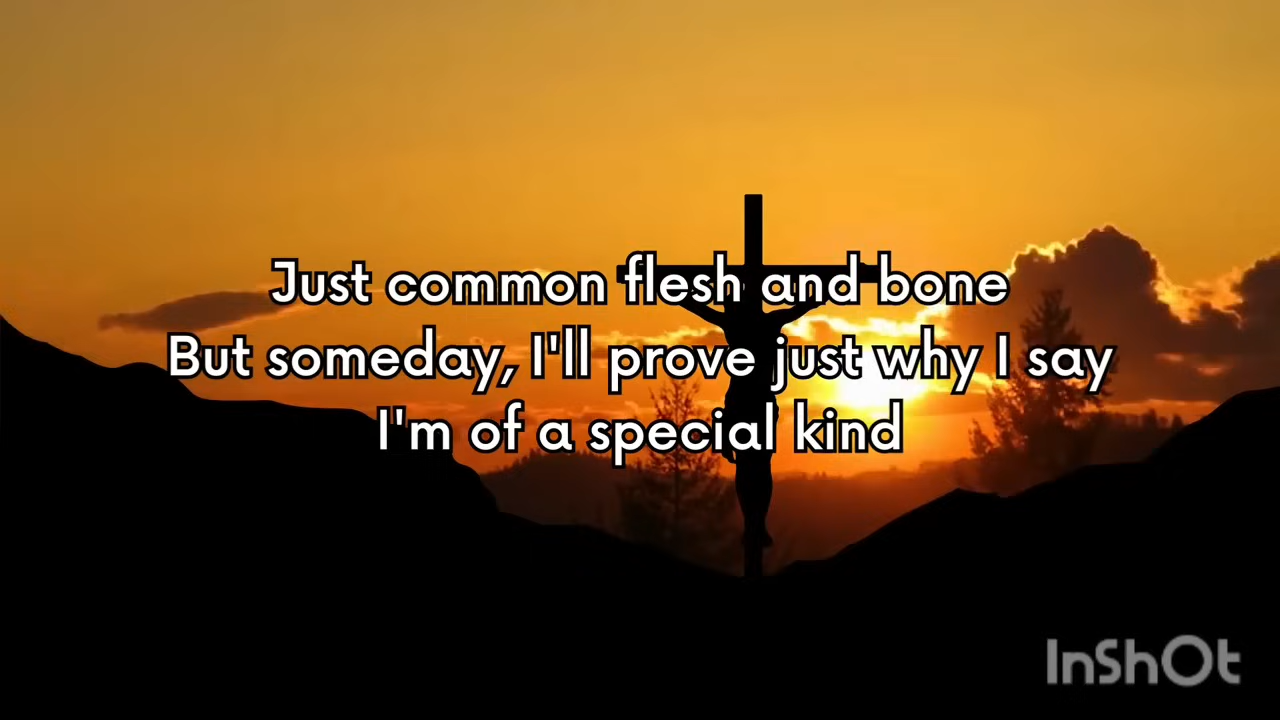 Just common flesh and bone
But someday, I'll prove just why I say
I'm of a special kind
InShOt